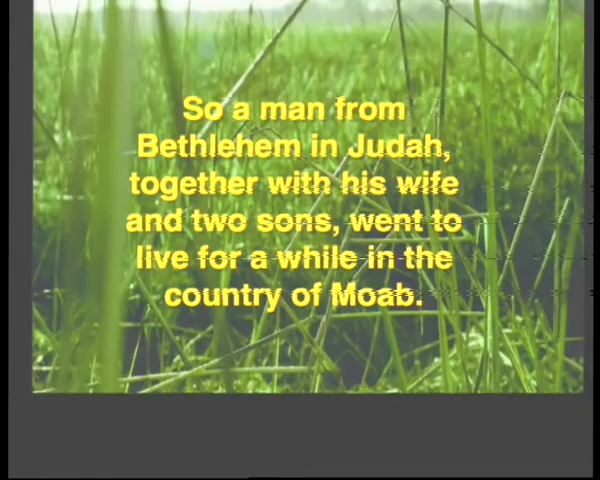 So a man from
Bethlehem in Judah,
together with his wife
and two sons, went to
live for a while in the
country of Moab.